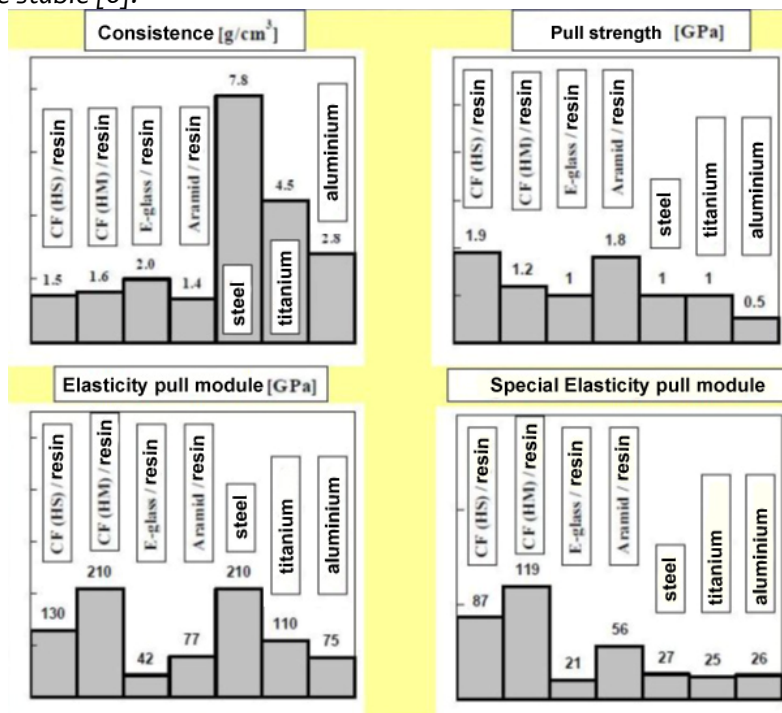 stable
Consistence [g/cm³]
CF (HS) / resin
CF (HM) / resin
E-glass / resin
Aramid / resin
steel
titanium
aluminium
1.5
1.6
2.0
1.4
7.8
4.5
2.8
Pull strength [GPa]
CF (HS) / resin
CF (HM) / resin
E-glass / resin
Aramid / resin
steel
titanium
aluminium
1.9
1.2
1
1.8
1
1
0.5
Elasticity pull module [GPa]
CF (HS) / resin
CF (HM) / resin
E-glass / resin
Aramid / resin
steel
titanium
aluminium
130
210
42
77
210
110
75
Special Elasticity pull module
CF (HS) / resin
CF (HM) / resin
E-glass / resin
Aramid / resin
steel
titanium
aluminium
87
119
21
56
27
25
26